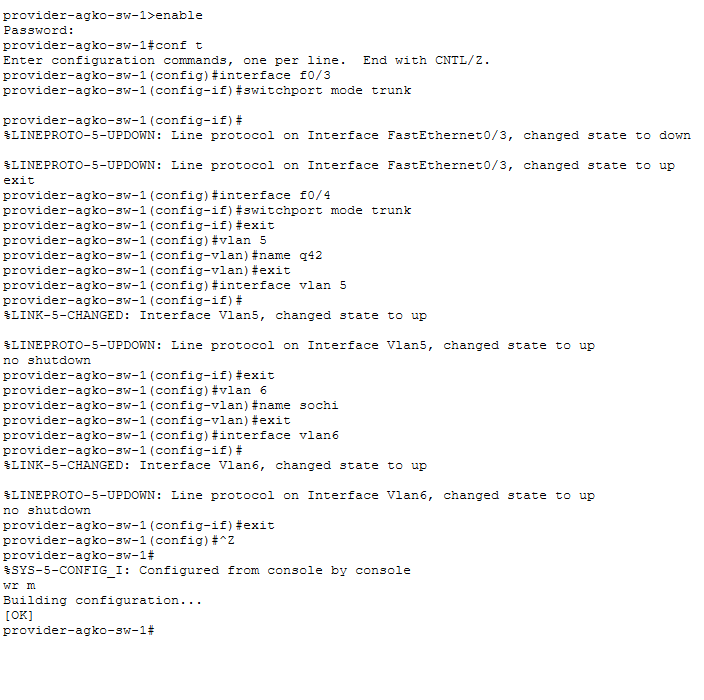 provider-agko-sw-1>enable
Password:
provider-agko-sw-1#conf t
Enter configuration commands, one per line.  End with CNTL/Z.
provider-agko-sw-1(config)#interface f0/3
provider-agko-sw-1(config-if)#switchport mode trunk

provider-agko-sw-1(config-if)#
%LINEPROTO-5-UPDOWN: Line protocol on Interface FastEthernet0/3, changed state to down

%LINEPROTO-5-UPDOWN: Line protocol on Interface FastEthernet0/3, changed state to up
exit
provider-agko-sw-1(config)#interface f0/4
provider-agko-sw-1(config-if)#switchport mode trunk
provider-agko-sw-1(config-if)#exit
provider-agko-sw-1(config)#vlan 5
provider-agko-sw-1(config-vlan)#name q42
provider-agko-sw-1(config-vlan)#exit
provider-agko-sw-1(config)#interface vlan 5
provider-agko-sw-1(config-if)#
%LINK-5-CHANGED: Interface Vlan5, changed state to up

%LINEPROTO-5-UPDOWN: Line protocol on Interface Vlan5, changed state to up
no shutdown
provider-agko-sw-1(config-if)#exit
provider-agko-sw-1(config)#vlan 6
provider-agko-sw-1(config-vlan)#name sochi
provider-agko-sw-1(config-vlan)#exit
provider-agko-sw-1(config)#interface vlan6
provider-agko-sw-1(config-if)#
%LINK-5-CHANGED: Interface Vlan6, changed state to up

%LINEPROTO-5-UPDOWN: Line protocol on Interface Vlan6, changed state to up
no shutdown
provider-agko-sw-1(config-if)#exit
provider-agko-sw-1(config)#^Z
provider-agko-sw-1#
%SYS-5-CONFIG_I: Configured from console by console
wr m
Building configuration...
[OK]
provider-agko-sw-1#